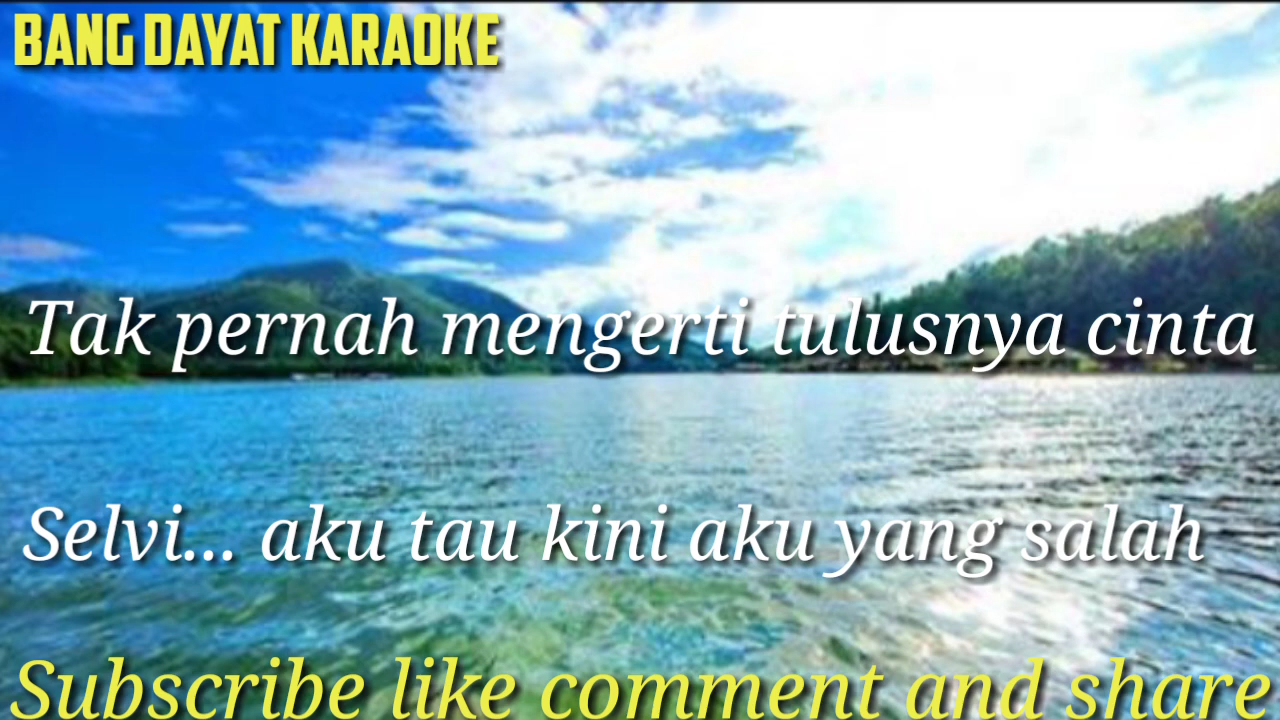 BANG DAYAT KARAOKE
Tak pernah mengerti tulusnya cinta
Selvi... aku tau kini aku yang salah
Subscribe like comment and share